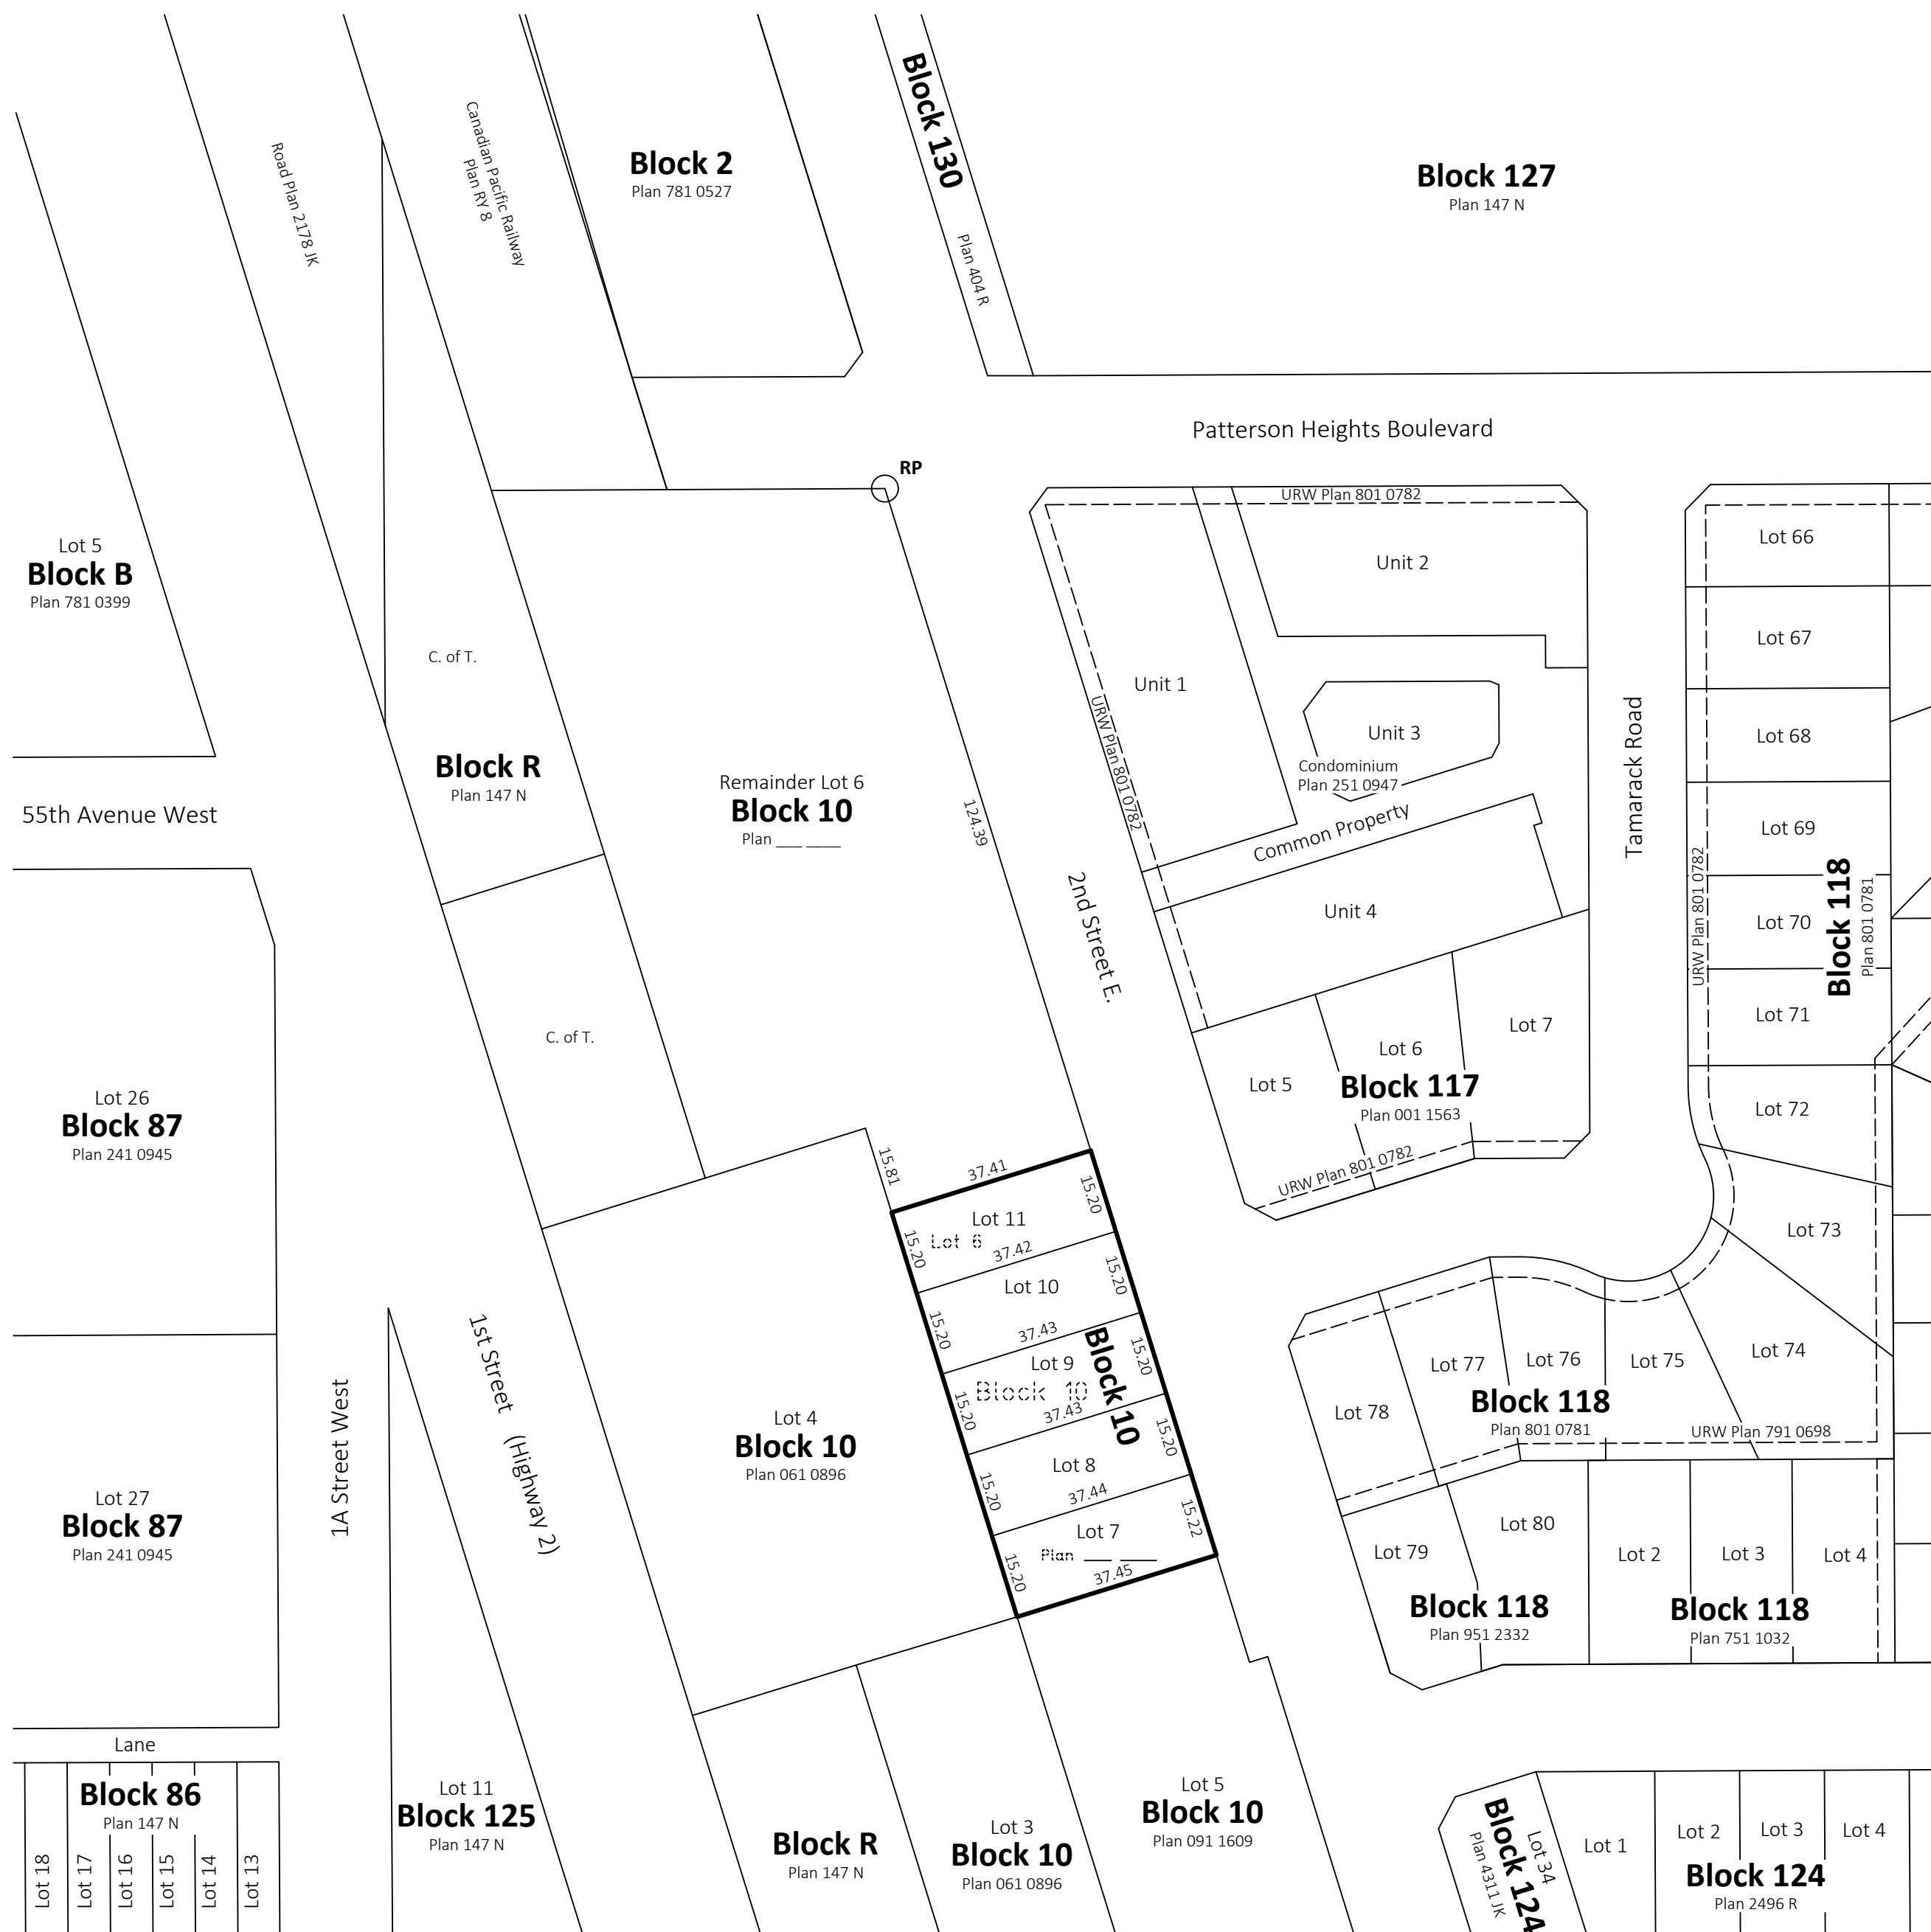 Block 130
Plan 404 R
Road Plan 2178 JK
Canadian Pacific Railway
Plan RY 8
Block 2
Plan 781 0527
Block 127
Plan 147 N
Patterson Heights Boulevard
RP
URW Plan 801 0782
Lot 5
Block B
Plan 781 0399
Unit 2
Lot 66
Lot 67
Lot 68
Lot 69
Lot 70
Lot 71
Lot 72
Lot 73
Block 118
Plan 801 0781
URW Plan 801 0782
Tamarack Road
C. of T.
Block R
Plan 147 N
Unit 1
URW Plan 801 0782
Unit 3
Condominium
Plan 251 0947
Common Property
Unit 4
55th Avenue West
Remainder Lot 6
Block 10
Plan ___ ____
124.39
2nd Street E.
C. of T.
Lot 5
Lot 6
Lot 7
Block 117
Plan 001 1563
URW Plan 801 0782
Lot 26
Block 87
Plan 241 0945
15.81
37.41
15.20
Lot 11
Lot 6
15.20
37.42
Lot 10
15.20
15.20
37.43
Lot 9
Block 10
15.20
Block 10
15.20
37.43
Lot 8
15.20
15.20
37.44
Lot 7
15.22
Plan ___ ____
15.20
37.45
Lot 78
Lot 77
Lot 76
Lot 75
Lot 74
Block 118
Plan 801 0781
URW Plan 791 0698
1st Street (Highway 2)
1A Street West
Lot 4
Block 10
Plan 061 0896
Lot 27
Block 87
Plan 241 0945
Lot 79
Lot 80
Block 118
Plan 951 2332
Lot 2
Lot 3
Lot 4
Block 118
Plan 751 1032
Lane
Block 86
Plan 147 N
Lot 18
Lot 17
Lot 16
Lot 15
Lot 14
Lot 13
Lot 11
Block 125
Plan 147 N
Block R
Plan 147 N
Lot 3
Block 10
Plan 061 0896
Lot 5
Block 10
Plan 091 1609
Lot 34
Block 124
Plan 4311 JK
Lot 1
Lot 2
Lot 3
Lot 4
Block 124
Plan 2496 R